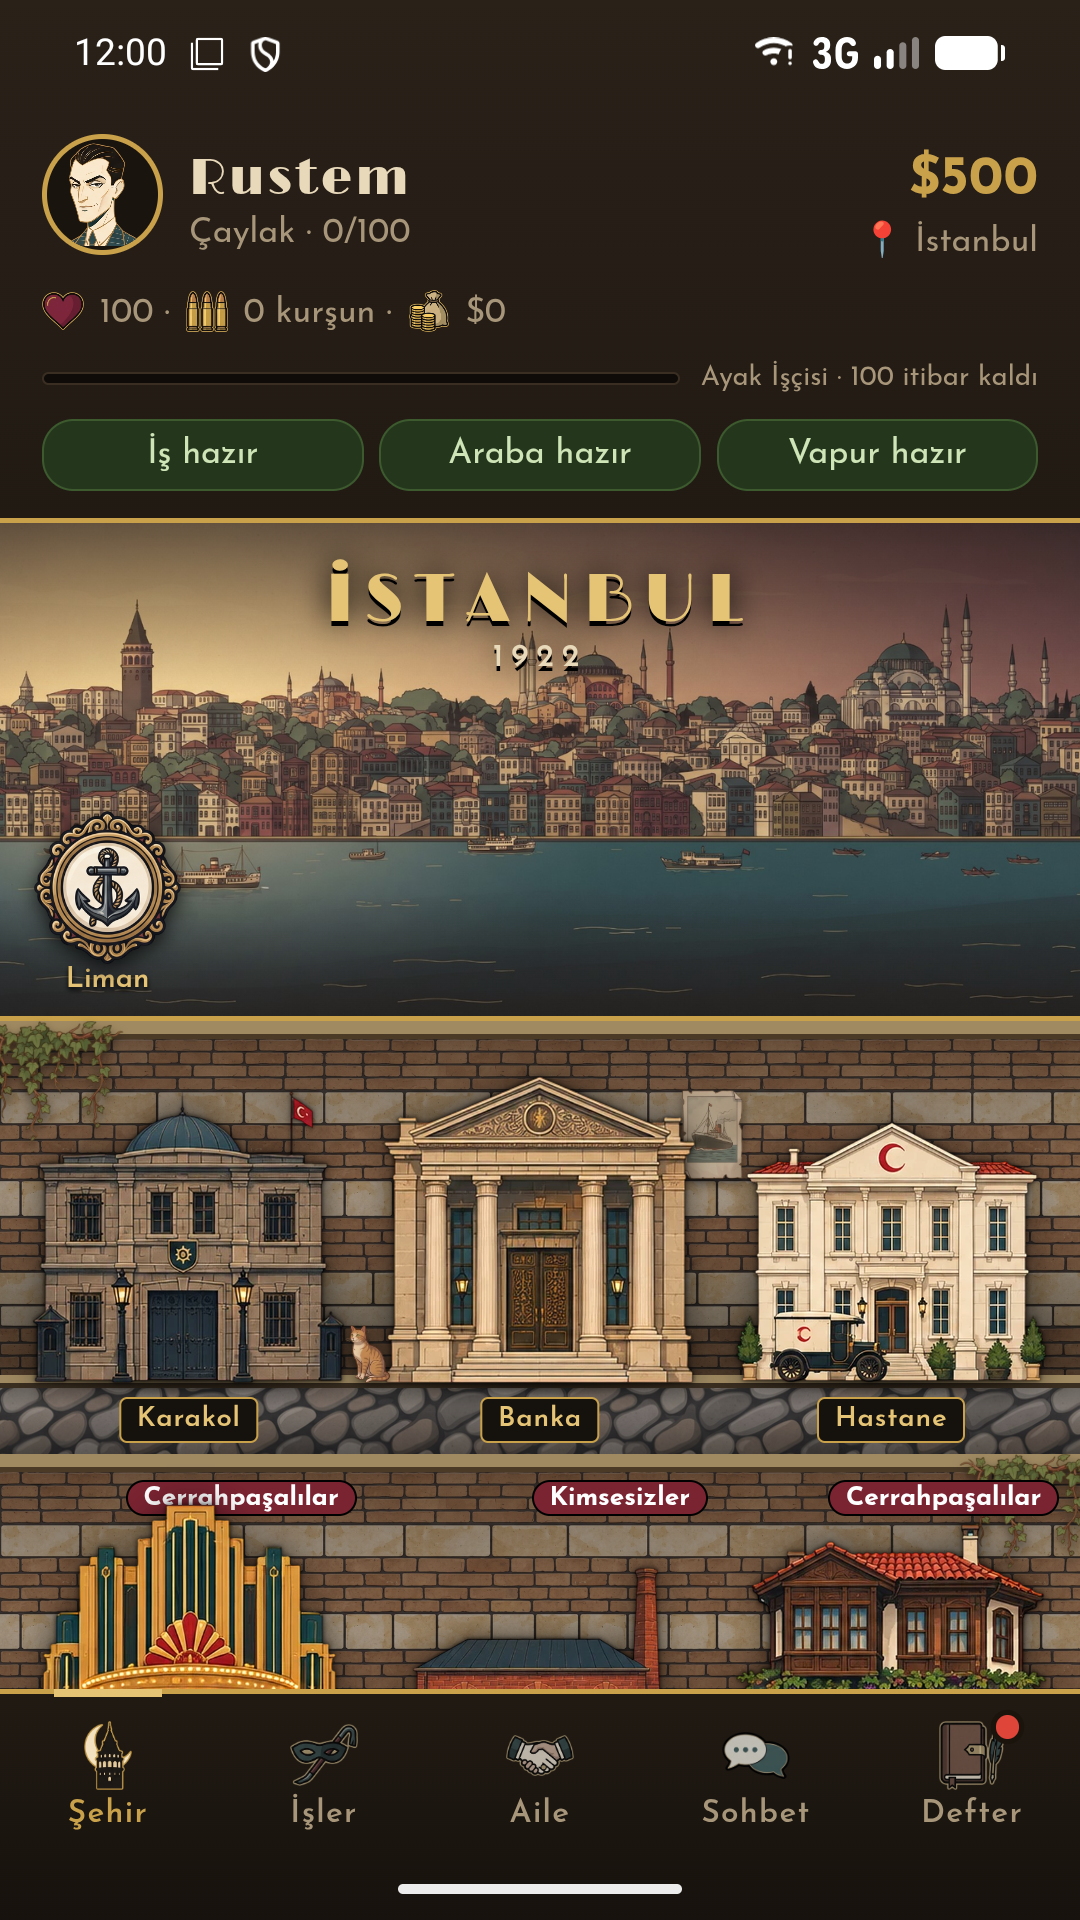 12:00
3G
Rustem
$500
Çaylak · 0/100
İstanbul
100 · 0 kurşun · $0
Ayak İşçisi · 100 itibar kaldı
İş hazır
Araba hazır
Vapur hazır
İSTANBUL
1922
Liman
Karakol
Banka
Hastane
Cerrahpaşalılar
Kimsesizler
Cerrahpaşalılar
Şehir
İşler
Aile
Sohbet
Defter